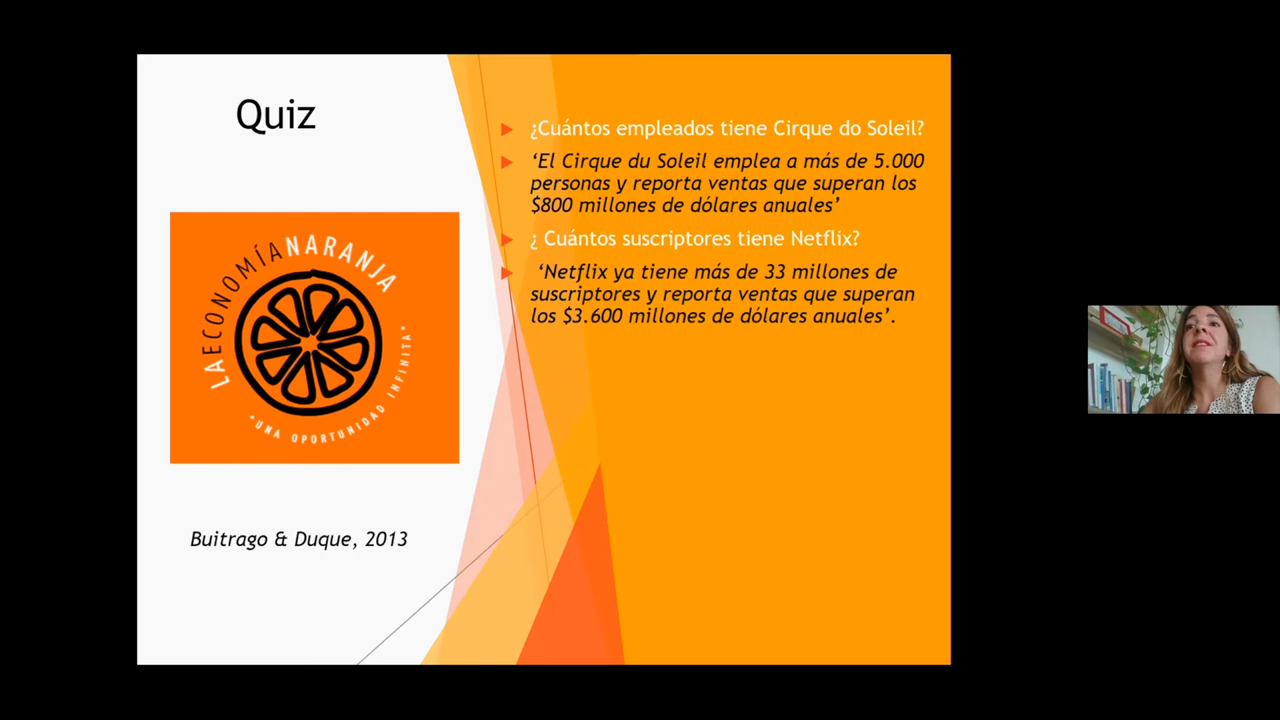 Quiz
LAECONOMÍANARANJA
"UNA OPORTUNIDAD INFINITA"
Buitrago & Duque, 2013
¿Cuántos empleados tiene Cirque do Soleil?
‘El Cirque du Soleil emplea a más de 5.000
personas y reporta ventas que superan los
$800 millones de dólares anuales’
¿ Cuántos suscriptores tiene Netflix?
‘Netflix ya tiene más de 33 millones de
suscriptores y reporta ventas que superan
los $3.600 millones de dólares anuales’.